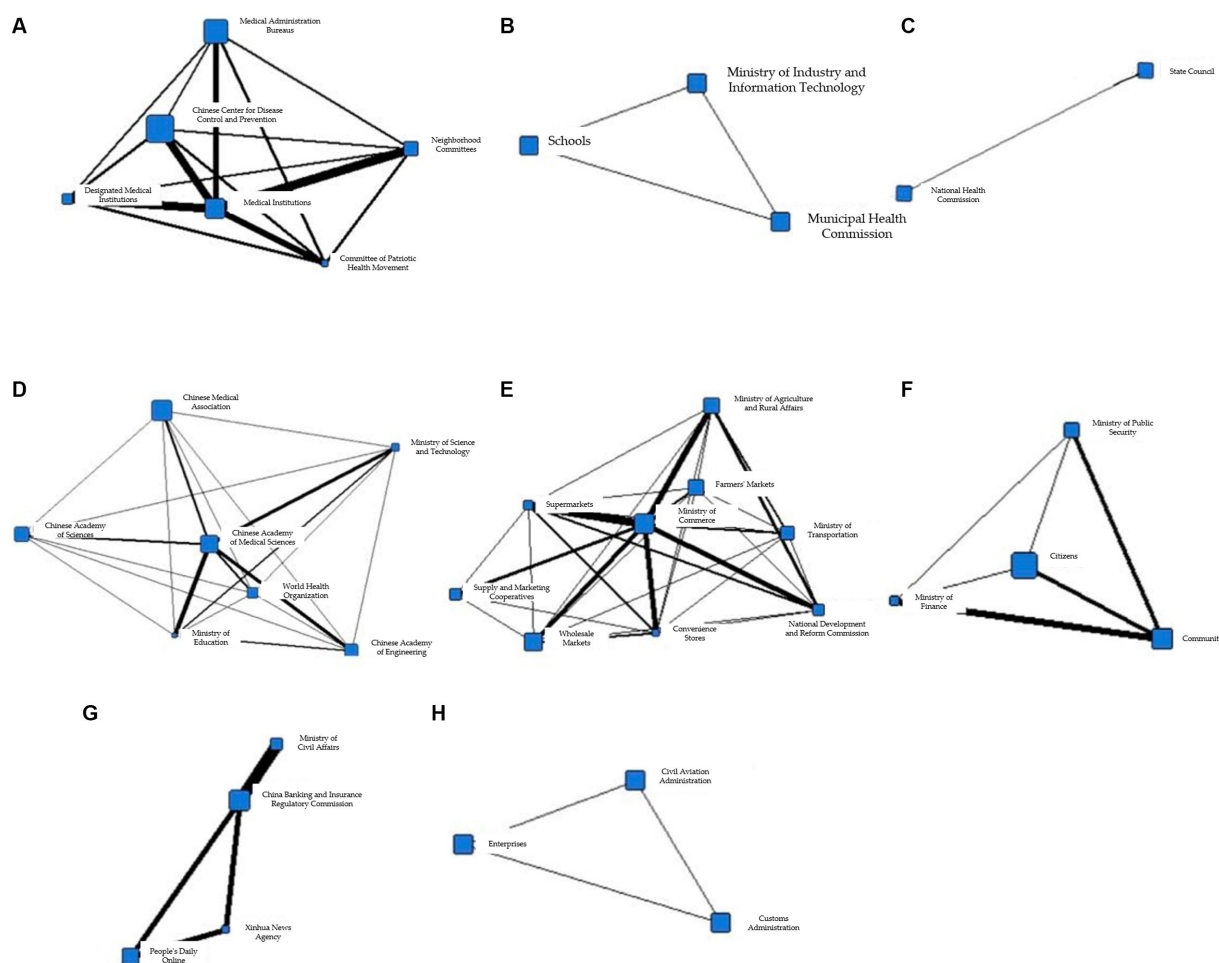 A
B
C
Medical Administration
Bureaus
Chinese Center for Disease
Control and Prevention
Neighborhood
Committees
Designated Medical
Institutions
Medical Institutions
Committee of Patriotic
Health Movement
Ministry of Industry and
Information Technology
Schools
Municipal Health
Commission
State Council
National Health
Commission
D
E
F
Chinese Medical
Association
Ministry of Science
and Technology
Chinese Academy
of Sciences
Chinese Academy
of Medical Sciences
World Health
Organization
Ministry of
Education
Chinese Academy
of Engineering
Ministry of Agriculture
and Rural Affairs
Farmers' Markets
Supermarkets
Ministry of
Commerce
Ministry of
Transportation
Supply and Marketing
Cooperatives
Wholesale
Markets
Convenience
Stores
National Development
and Reform Commission
Ministry of Public
Security
Citizens
Ministry of
Finance
Communit
G
H
Ministry of
Civil Affairs
China Banking and Insurance
Regulatory Commission
Xinhua News
Agency
People's Daily
Online
Civil Aviation
Administration
Enterprises
Customs
Administration